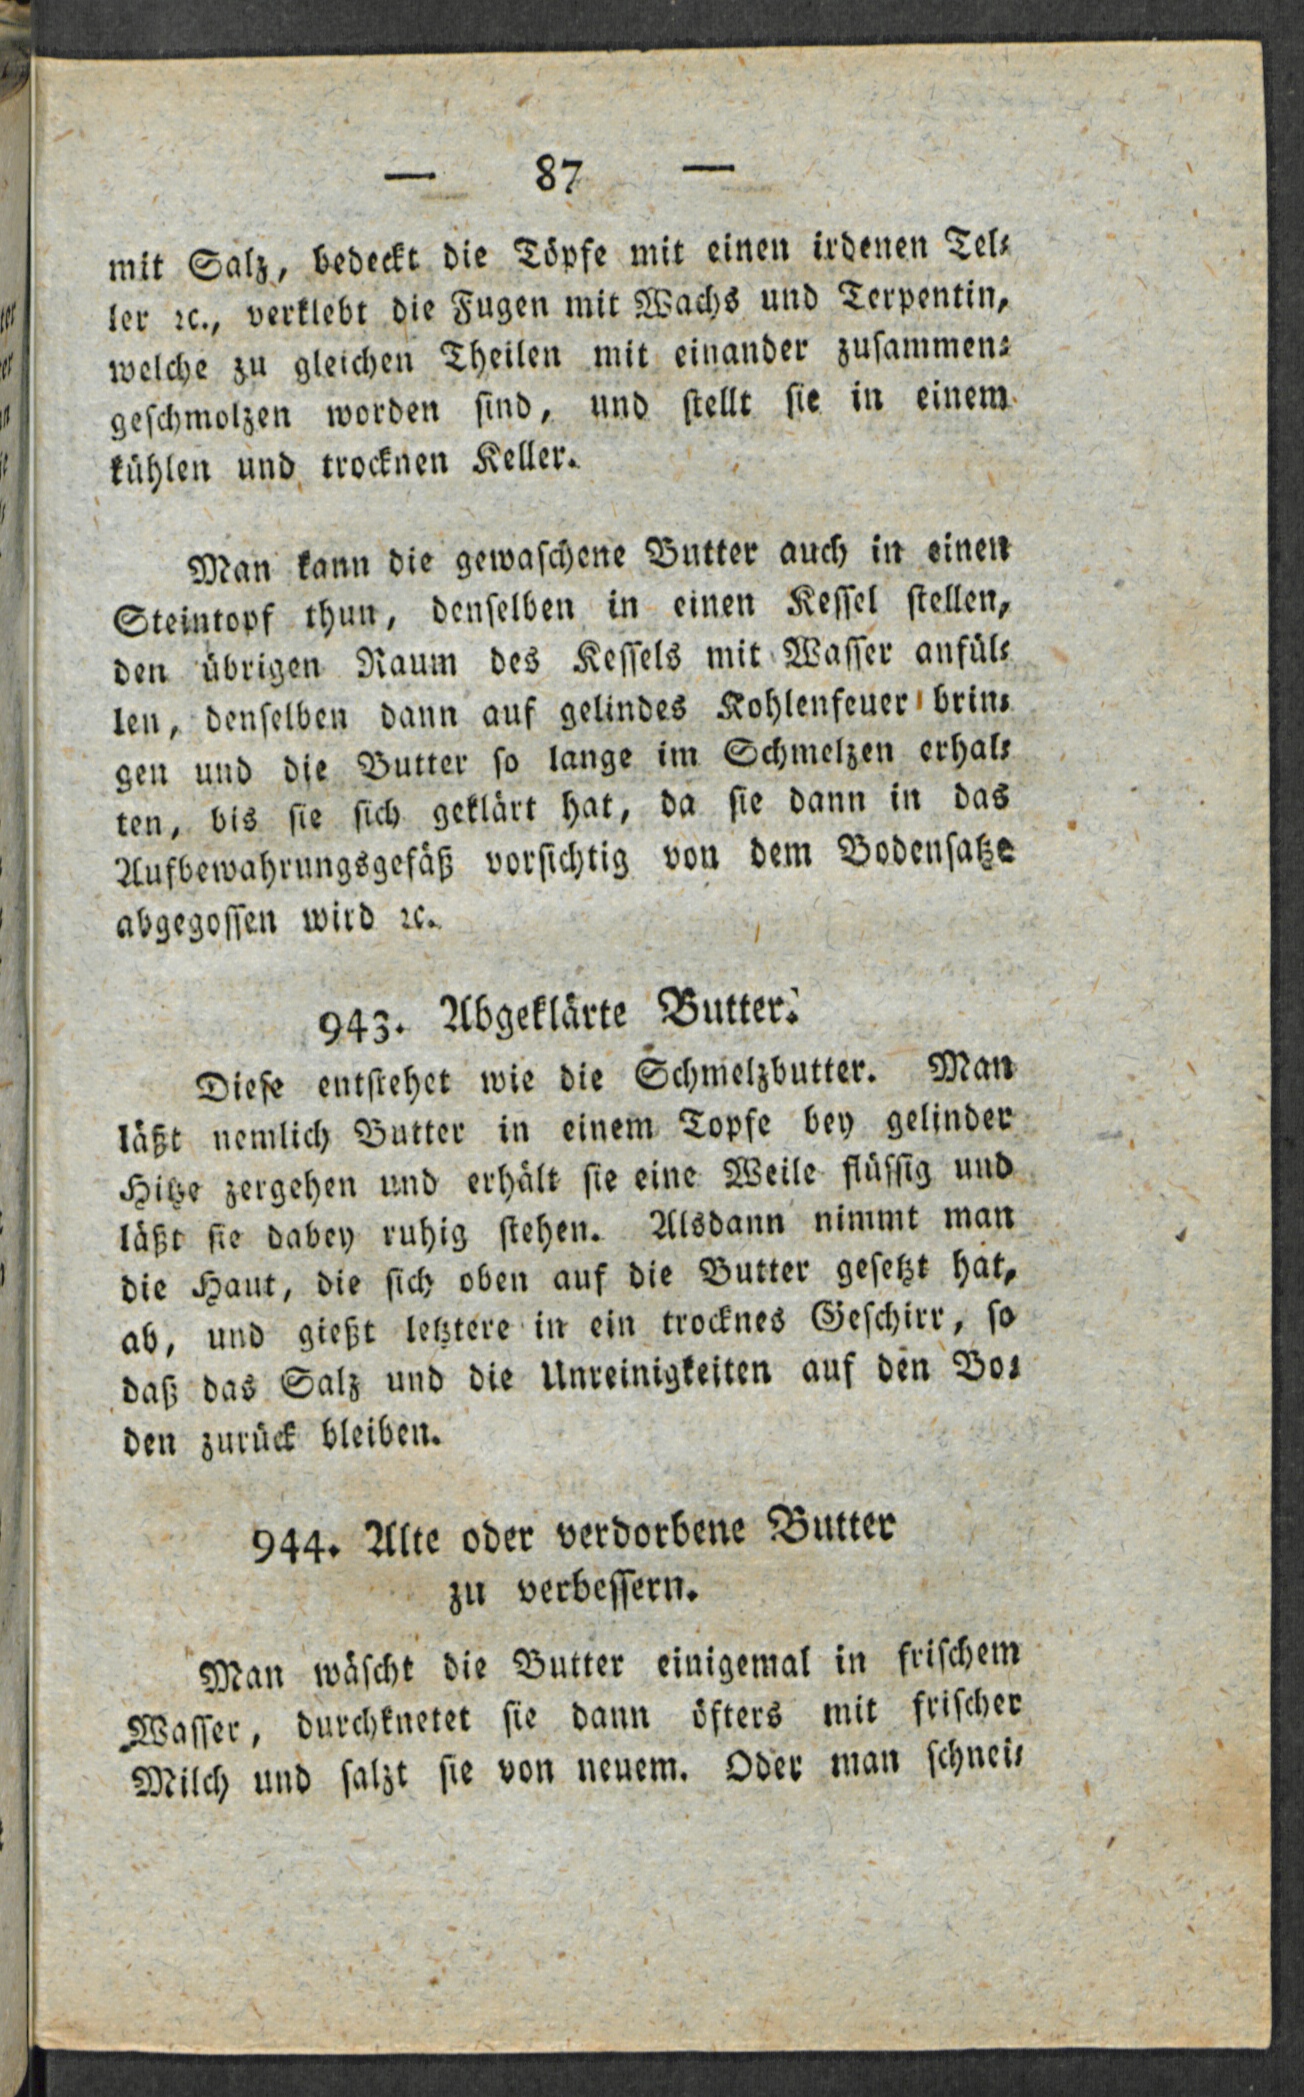 — 87 —
mit Salz, bedeckt die Töpfe mit einen irdenen Tel⸗
ler ꝛc., verklebt die Fugen mit Wachs und Terpentin,
welche zu gleichen Theilen mit einander zusammen⸗
geschmolzen worden sind, und stellt sie in einem
kühlen und trocknen Keller.
Man kann die gewaschene Butter auch in einen
Steintopf thun, denselben in einen Kessel stellen,
den übrigen Raum des Kessels mit Wasser anfül⸗
len, denselben dann auf gelindes Kohlenfeuer brin⸗
gen und die Butter so lange im Schmelzen erhal⸗
ten, bis sie sich geklärt hat, da sie dann in das
Aufbewahrungsgefäß vorsichtig von dem Bodensatze
abgegossen wird ꝛc.
943. Abgeklärte Butter.
Diese entstehet wie die Schmelzbutter. Man
läßt nemlich Butter in einem Topfe bey gelinder
Hitze zergehen und erhält sie eine Weile flüssig und
läßt sie dabey ruhig stehen. Alsdann nimmt man
die Haut, die sich oben auf die Butter gesetzt hat,
ab, und gießt letztere in ein trocknes Geschirr, so
daß das Salz und die Unreinigkeiten auf den Bo⸗
den zurück bleiben.
944. Alte oder verdorbene Butter
zu verbessern.
Man wäscht die Butter einigemal in frischem
Wasser, durchknetet sie dann öfters mit frischer
Milch und salzt sie von neuem. Oder man schnei⸗